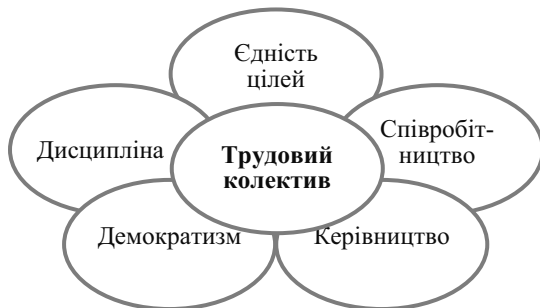 Єдність
цілей
Дисципліна
Співробіт-
ництво
Трудовий
колектив
Демократизм
Керівництво